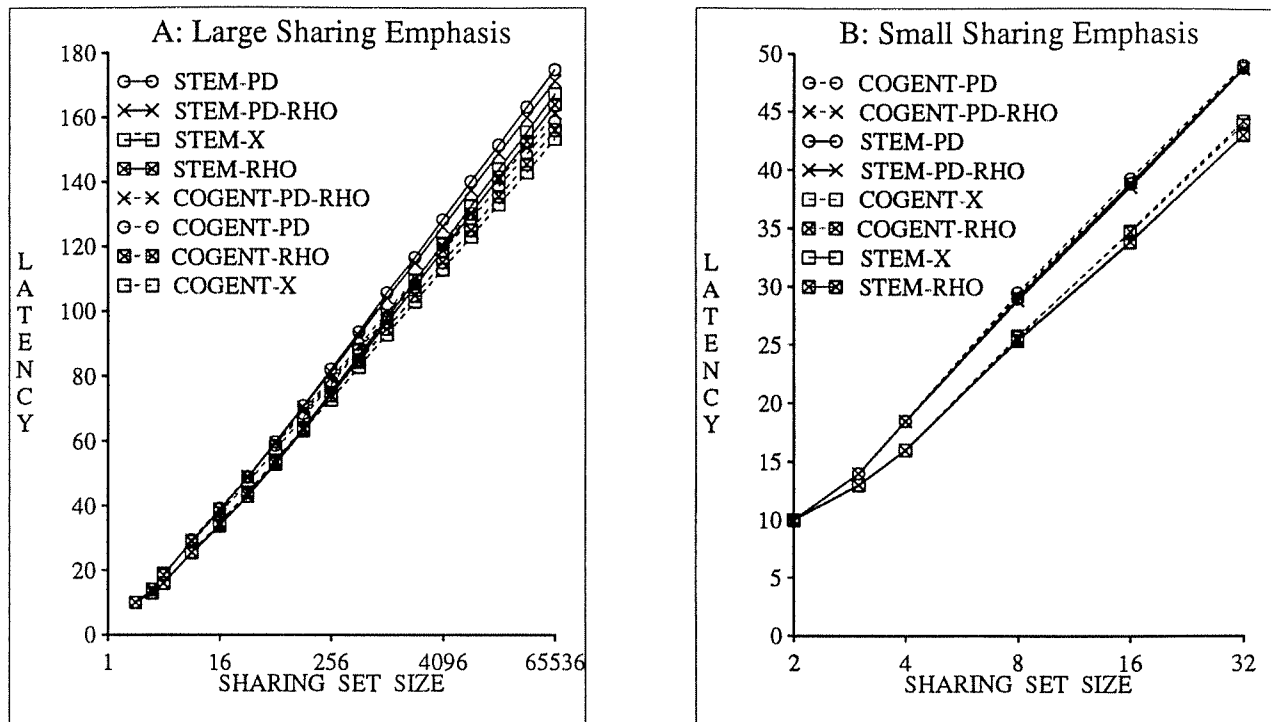 A: Large Sharing Emphasis
180
160
140
120
100
80
60
40
20
0
LATENCY
STEM-PD
STEM-PD-RHO
STEM-X
STEM-RHO
COGENT-PD-RHO
COGENT-PD
COGENT-RHO
COGENT-X
1 16 256 4096 65536
SHARING SET SIZE
B: Small Sharing Emphasis
50
45
40
35
30
25
20
15
10
5
0
LATENCY
COGENT-PD
COGENT-PD-RHO
STEM-PD
STEM-PD-RHO
COGENT-X
COGENT-RHO
STEM-X
STEM-RHO
2 4 8 16 32
SHARING SET SIZE